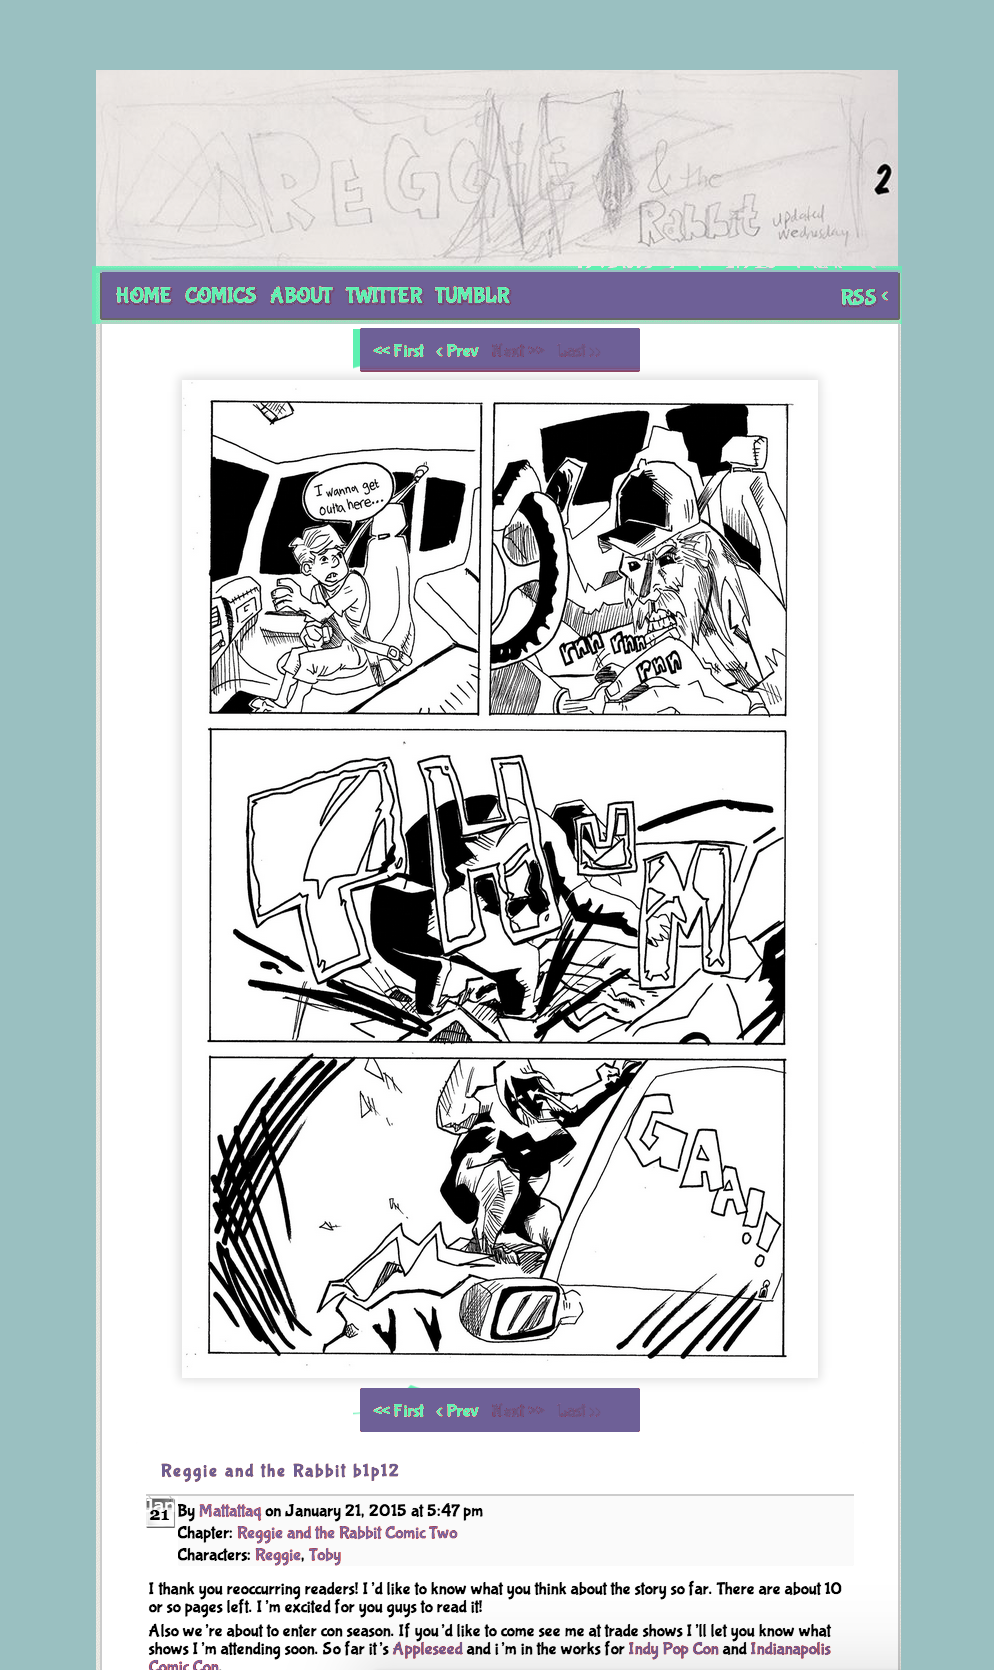 REGGIE & the
Rabbit updated
Wednesday
2
HOME COMICS ABOUT TWITTER TUMBLR RSS <
<< First < Prev Next >> Last >>
I wanna get
outta here...
rnn rnn
rnn
THUUM
GAA!!
<< First < Prev Next >> Last >>
Reggie and the Rabbit b1p12
Jan
21
By Mattattaq on January 21, 2015 at 5:47 pm
Chapter: Reggie and the Rabbit Comic Two
Characters: Reggie, Toby
I thank you reoccurring readers! I'd like to know what you think about the story so far. There are about 10
or so pages left. I'm excited for you guys to read it!
Also we're about to enter con season. If you'd like to come see me at trade shows I'll let you know what
shows I'm attending soon. So far it's Appleseed and i'm in the works for Indy Pop Con and Indianapolis
Comic Con.